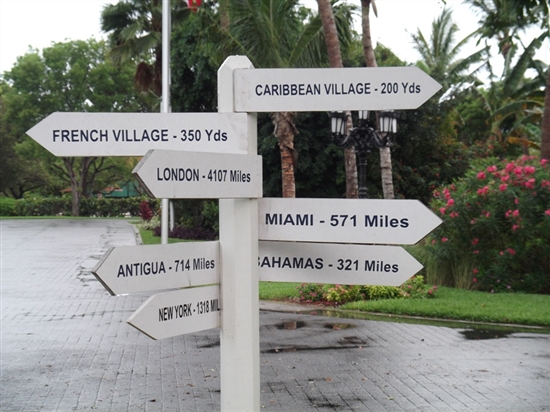 CARIBBEAN VILLAGE - 200 Yds
FRENCH VILLAGE - 350 Yds
LONDON - 4107 Miles
MIAMI - 571 Miles
ANTIGUA - 714 Miles
BAHAMAS - 321 Miles
NEW YORK - 1318 MIL